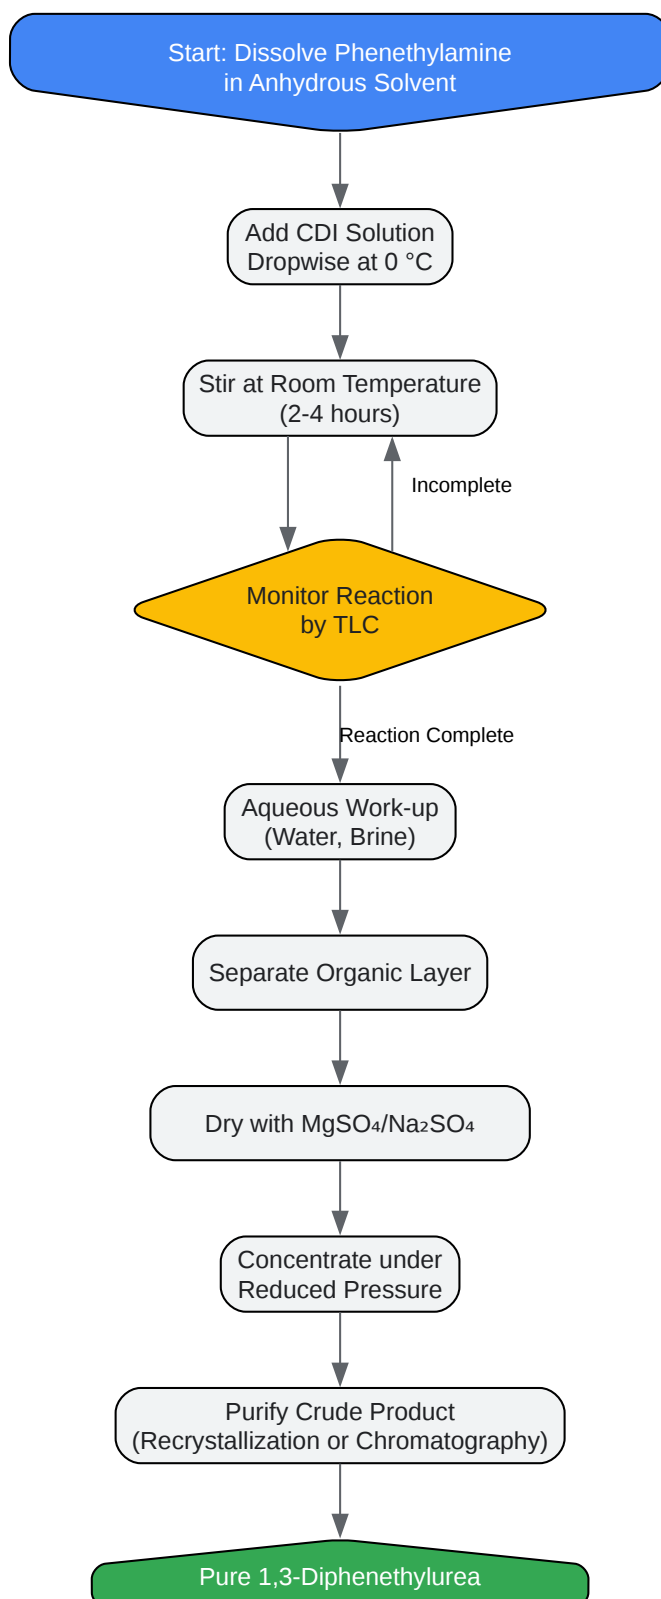 Start: Dissolve Phenethylamine
in Anhydrous Solvent
Add CDI Solution
Dropwise at 0 °C
Stir at Room Temperature
(2-4 hours)
Incomplete
Monitor Reaction
by TLC
Reaction Complete
Aqueous Work-up
(Water, Brine)
Separate Organic Layer
Dry with MgSO₄/Na₂SO₄
Concentrate under
Reduced Pressure
Purify Crude Product
(Recrystallization or Chromatography)
Pure 1,3-Diphenethylurea